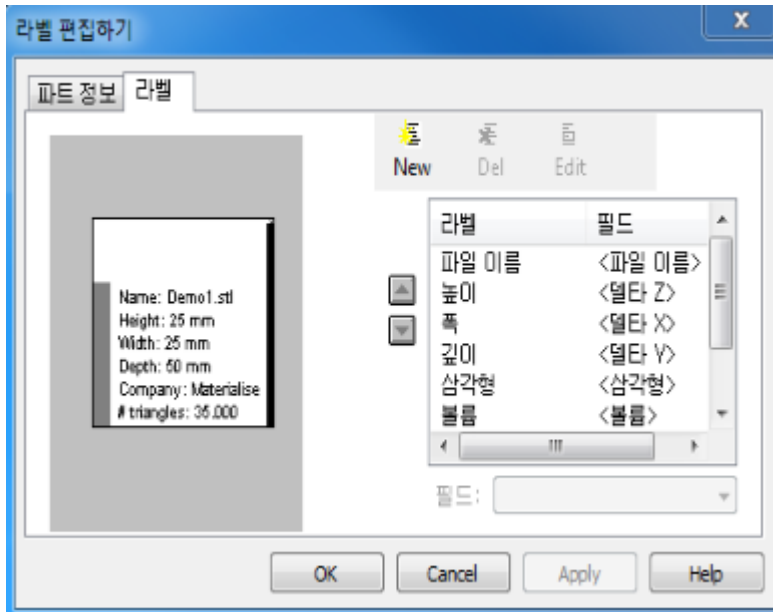 라벨 편집하기
x
파트 정보 라벨
New Del Edit
라벨 필드
파일 이름 <파일 이름>
높이 <델타 Z>
폭 <델타 X>
깊이 <델타 Y>
삼각형 <삼각형>
볼륨 <볼륨>
Name: Demo1.stl
Height: 25 mm
Width: 25 mm
Depth: 50 mm
Company: Materialise
# triangles: 35.000
필드:
OK Cancel Apply Help